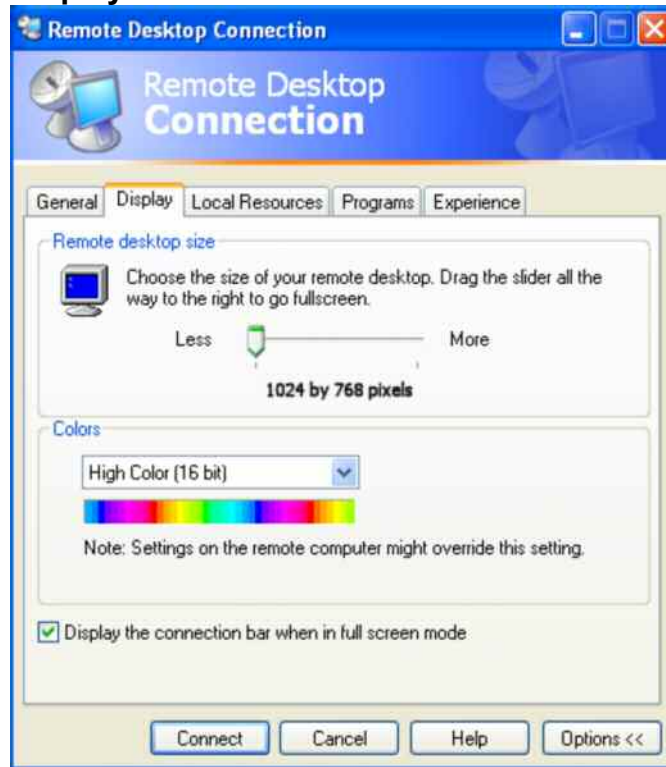 Remote Desktop Connection
Remote Desktop
Connection
General Display Local Resources Programs Experience
Remote desktop size
Choose the size of your remote desktop. Drag the slider all the
way to the right to go fullscreen.
Less More
1024 by 768 pixels
Colors
High Color (16 bit)
Note: Settings on the remote computer might override this setting.
Display the connection bar when in full screen mode
Connect Cancel Help Options <<